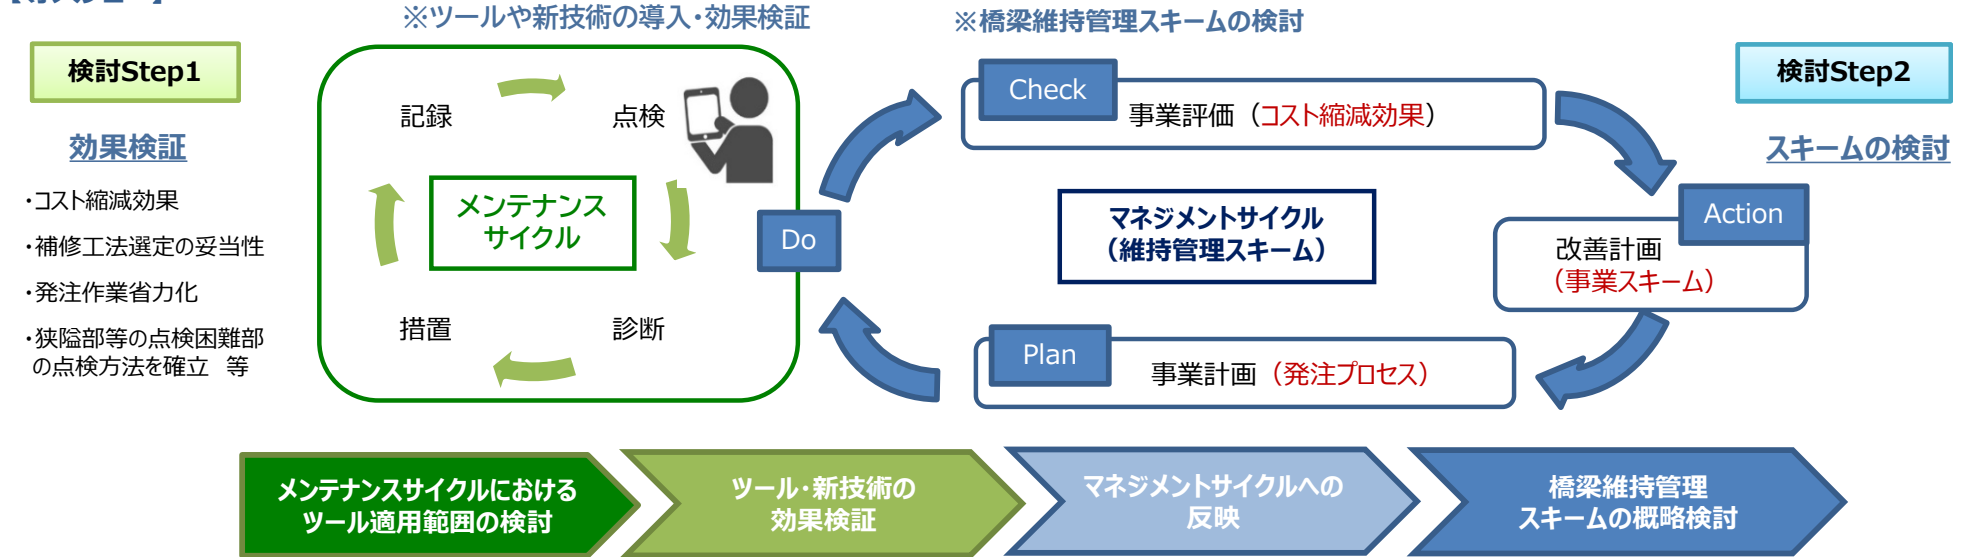 ※ツールや新技術の導入・効果検証
※橋梁維持管理スキームの検討
検討Step1
効果検証
・コスト縮減効果
・補修工法選定の妥当性
・発注作業省力化
・狭隘部等の点検困難部
の点検方法を確立　等
記録
点検
メンテナンス
サイクル
措置
診断
Do
Check
事業評価（コスト縮減効果）
マネジメントサイクル
（維持管理スキーム）
Action
改善計画
（事業スキーム）
Plan
事業計画（発注プロセス）
検討Step2
スキームの検討
メンテナンスサイクルにおける
ツール適用範囲の検討
ツール・新技術の
効果検証
マネジメントサイクルへの
反映
橋梁維持管理
スキームの概略検討